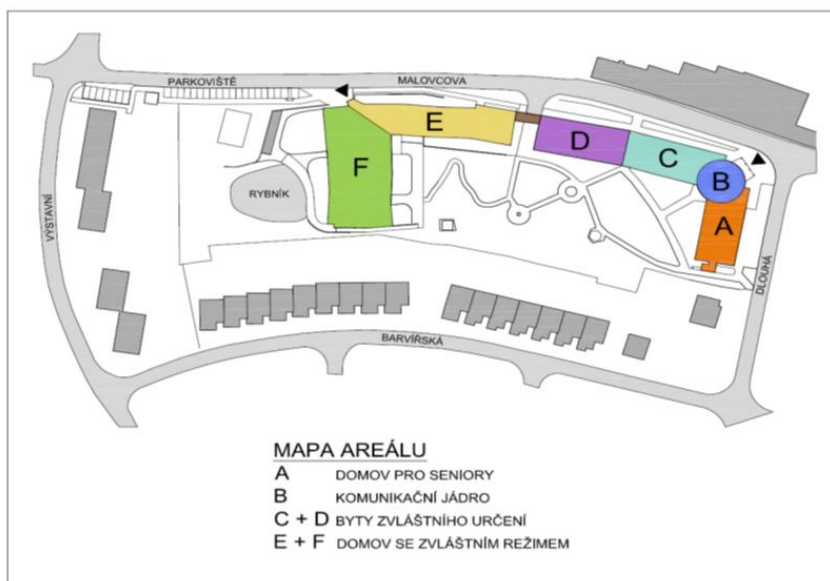 PARKOVIŠTĚ
MALOVCOVA
E
D
C
B
F
A
RYBNÍK
VÝSTAVNÍ
DLOUHÁ
BARVÍŘSKÁ
MAPA AREÁLU
A DOMOV PRO SENIORY
B KOMUNIKAČNÍ JÁDRO
C + D BYTY ZVLÁŠTNÍHO URČENÍ
E + F DOMOV SE ZVLÁŠTNÍM REŽIMEM